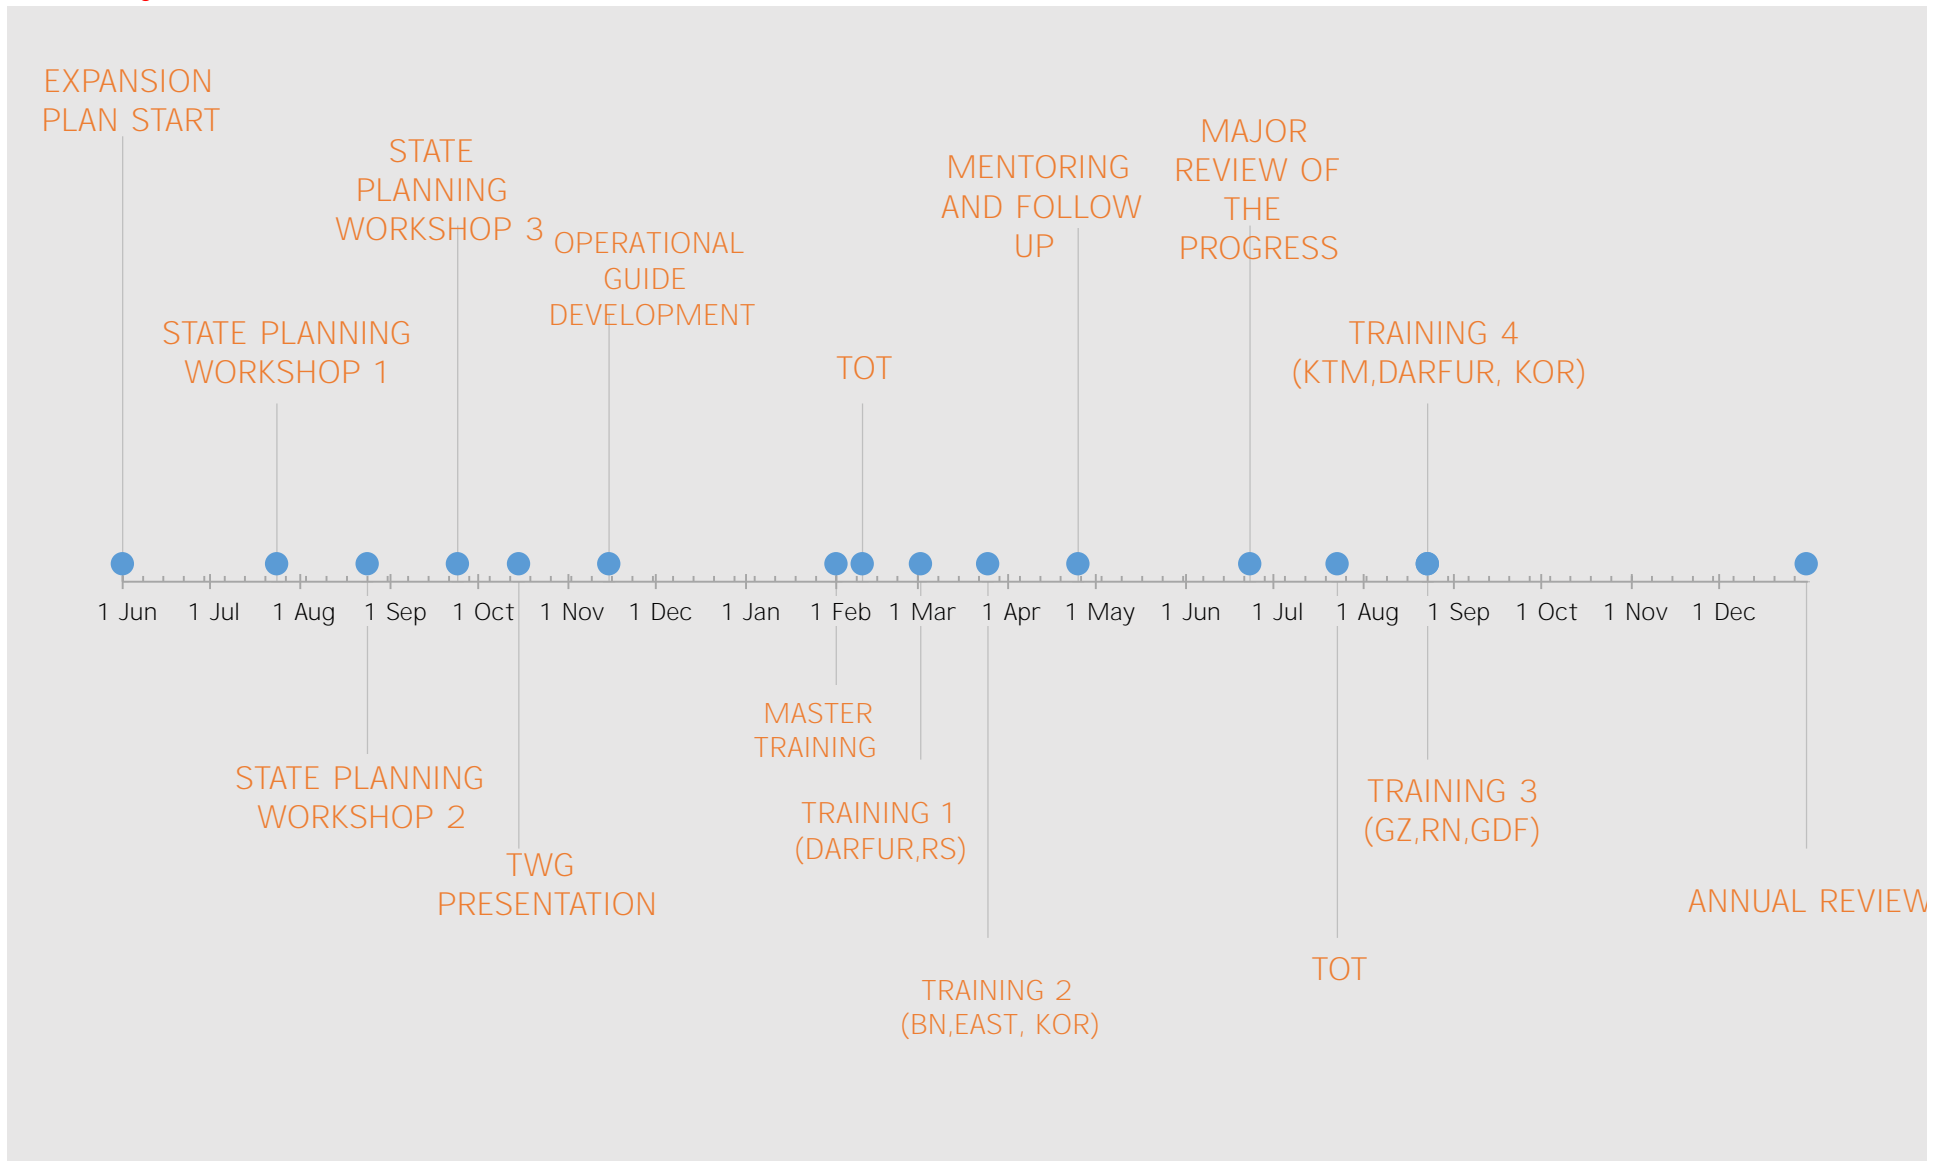 EXPANSION
PLAN START
STATE
PLANNING
WORKSHOP 3
OPERATIONAL
GUIDE
DEVELOPMENT
MENTORING
AND FOLLOW
UP
MAJOR
REVIEW OF
THE
PROGRESS
STATE PLANNING
WORKSHOP 1
TOT
TRAINING 4
(KTM,DARFUR, KOR)
1 Jun 1 Jul 1 Aug 1 Sep 1 Oct 1 Nov 1 Dec 1 Jan 1 Feb 1 Mar 1 Apr 1 May 1 Jun 1 Jul 1 Aug 1 Sep 1 Oct 1 Nov 1 Dec
MASTER
TRAINING
STATE PLANNING
WORKSHOP 2
TRAINING 1
(DARFUR,RS)
TRAINING 3
(GZ,RN,GDF)
TWG
PRESENTATION
ANNUAL REVIEW
TOT
TRAINING 2
(BN,EAST, KOR)